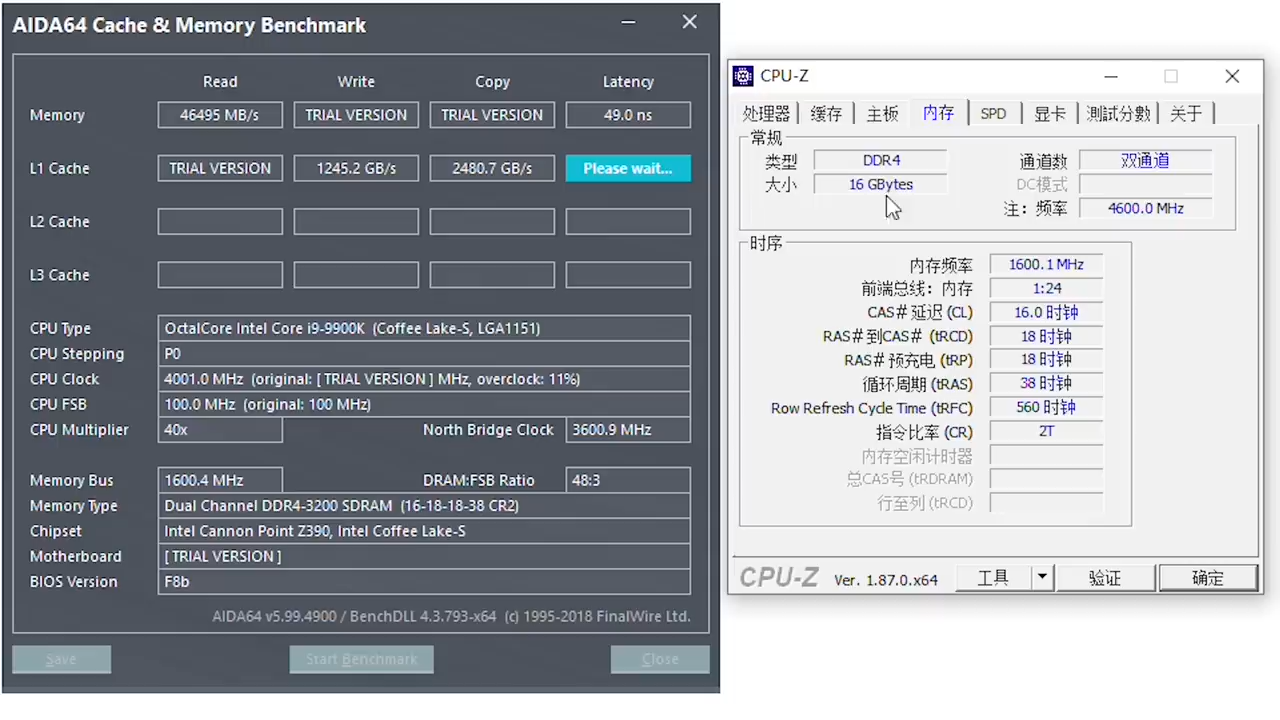 AIDA64 Cache & Memory Benchmark
Read Write Copy Latency
Memory 46495 MB/s TRIAL VERSION TRIAL VERSION 49.0 ns
L1 Cache TRIAL VERSION 1245.2 GB/s 2480.7 GB/s Please wait...
L2 Cache
L3 Cache
CPU Type OctalCore Intel Core i9-9900K (Coffee Lake-S, LGA1151)
CPU Stepping P0
CPU Clock 4001.0 MHz (original: [ TRIAL VERSION ] MHz, overclock: 11%)
CPU FSB 100.0 MHz (original: 100 MHz)
CPU Multiplier 40x North Bridge Clock 3600.9 MHz
Memory Bus 1600.4 MHz DRAM:FSB Ratio 48:3
Memory Type Dual Channel DDR4-3200 SDRAM (16-18-18-38 CR2)
Chipset Intel Cannon Point Z390, Intel Coffee Lake-S
Motherboard [ TRIAL VERSION ]
BIOS Version F8b
AIDA64 v5.99.4900 / BenchDLL 4.3.793-x64 (c) 1995-2018 FinalWire Ltd.
Save Start Benchmark Close
CPU-Z
处理器 缓存 主板 内存 SPD 显卡 测试分數 关于
常规
类型 DDR4 通道数 双通道
大小 16 GBytes DC模式
注：频率 4600.0 MHz
时序
内存频率 1600.1 MHz
前端总线：内存 1:24
CAS# 延迟 (CL) 16.0 时钟
RAS# 到CAS# (tRCD) 18 时钟
RAS# 预充电 (tRP) 18 时钟
循环周期 (tRAS) 38 时钟
Row Refresh Cycle Time (tRFC) 560 时钟
指令比率 (CR) 2T
内存空闲计时器
总CAS号 (tRDRAM)
行至列 (tRCD)
CPU-Z Ver. 1.87.0.x64 工具 验证 确定